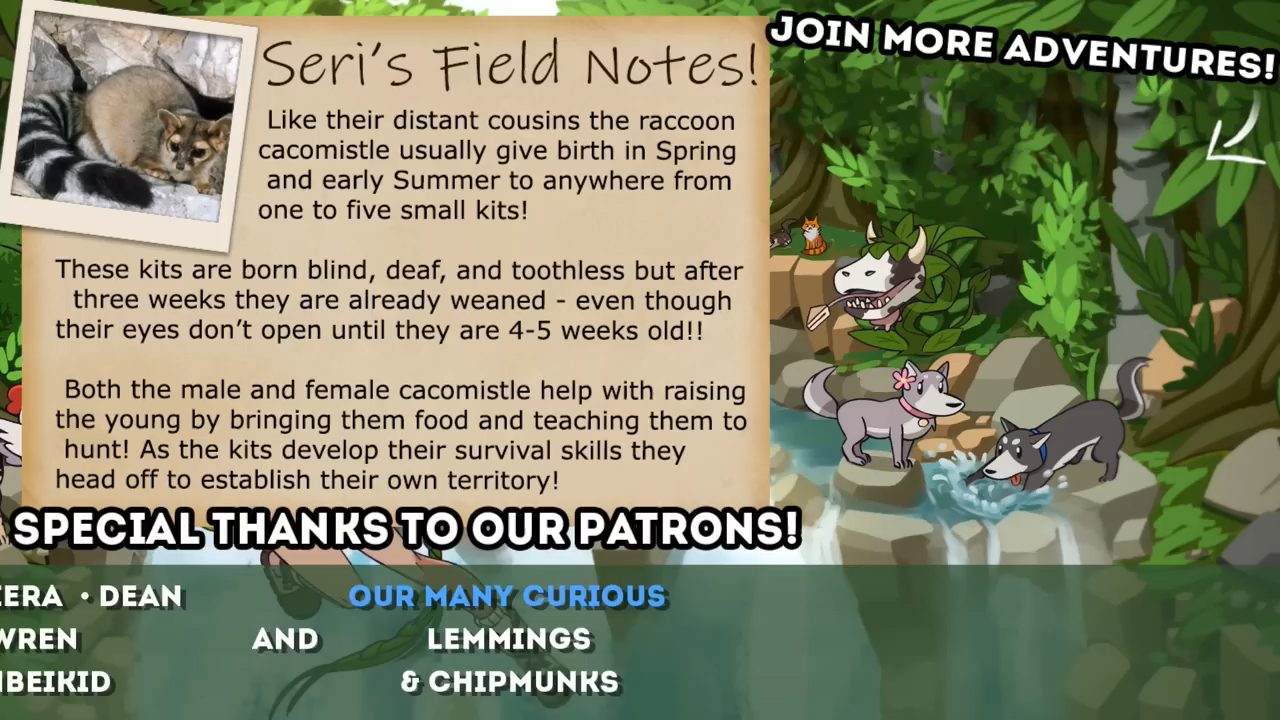 Seri's Field Notes!
JOIN MORE ADVENTURES!
Like their distant cousins the raccoon
cacomistle usually give birth in Spring
and early Summer to anywhere from
one to five small kits!
These kits are born blind, deaf, and toothless but after
three weeks they are already weaned - even though
their eyes don't open until they are 4-5 weeks old!!
Both the male and female cacomistle help with raising
the young by bringing them food and teaching them to
hunt! As the kits develop their survival skills they
head off to establish their own territory!
SPECIAL THANKS TO OUR PATRONS!
• DEAN
WREN
AND
OUR MANY CURIOUS
LEMMINGS
& CHIPMUNKS